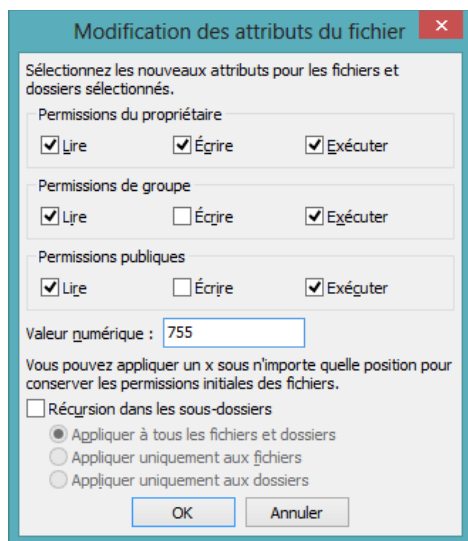 Modification des attributs du fichier
Sélectionnez les nouveaux attributs pour les fichiers et
dossiers sélectionnés.
Permissions du propriétaire
Lire Écrire Exécuter
Permissions de groupe
Lire Écrire Exécuter
Permissions publiques
Lire Écrire Exécuter
Valeur numérique : 755
Vous pouvez appliquer un x sous n'importe quelle position pour
conserver les permissions initiales des fichiers.
Récursion dans les sous-dossiers
Appliquer à tous les fichiers et dossiers
Appliquer uniquement aux fichiers
Appliquer uniquement aux dossiers
OK Annuler